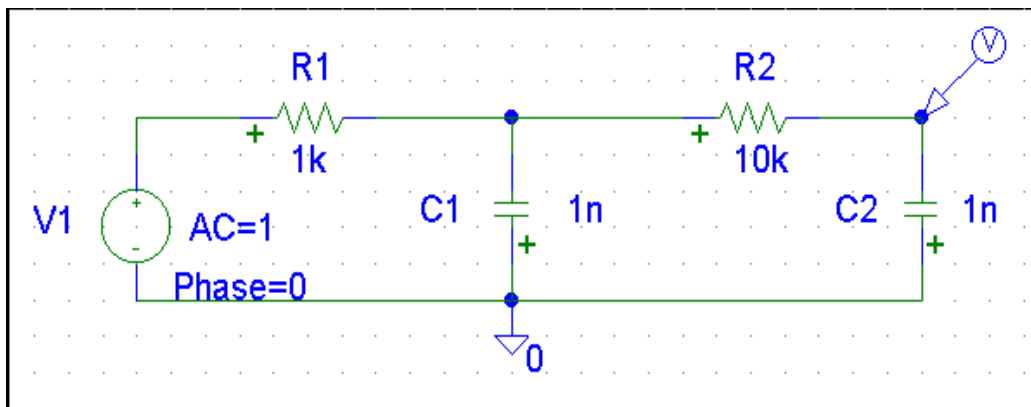 V
R1
R2
+
1k
+
10k
V1
+
-
AC=1
C1
1n
+
C2
1n
+
Phase=0
0